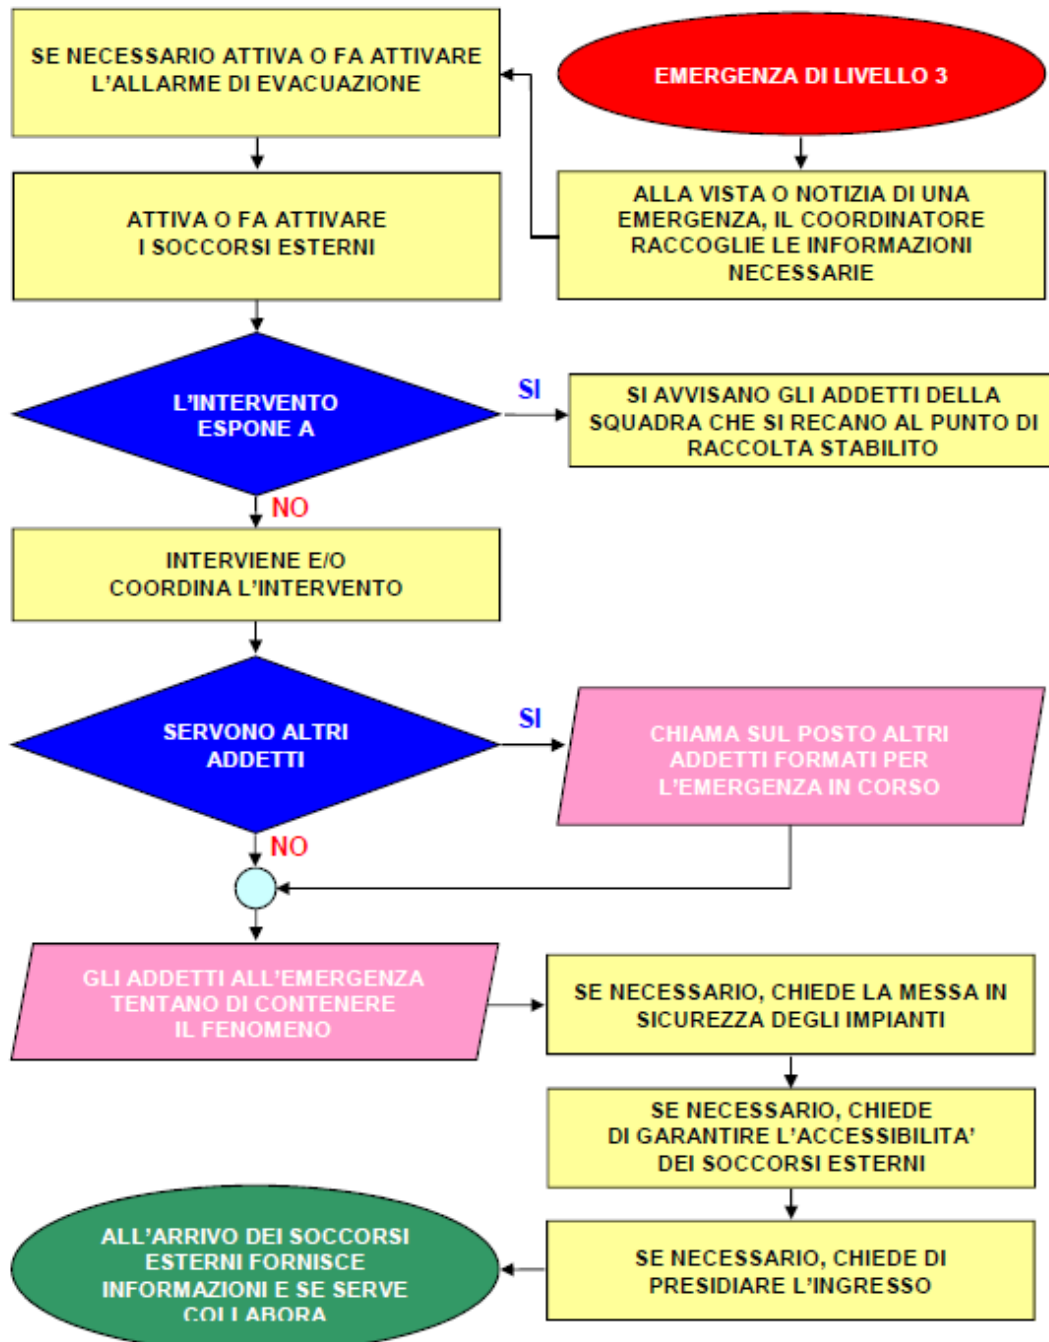 EMERGENZA DI LIVELLO 3
ALLA VISTA O NOTIZIA DI UNA
EMERGENZA, IL COORDINATORE
RACCOGLIE LE INFORMAZIONI
NECESSARIE
SE NECESSARIO ATTIVA O FA ATTIVARE
L'ALLARME DI EVACUAZIONE
ATTIVA O FA ATTIVARE
I SOCCORSI ESTERNI
L'INTERVENTO
ESPONE A
SI
SI AVVISANO GLI ADDETTI DELLA
SQUADRA CHE SI RECANO AL PUNTO DI
RACCOLTA STABILITO
NO
INTERVIENE E/O
COORDINA L'INTERVENTO
SERVONO ALTRI
ADDETTI
SI
CHIAMA SUL POSTO ALTRI
ADDETTI FORMATI PER
L'EMERGENZA IN CORSO
NO
GLI ADDETTI ALL'EMERGENZA
TENTANO DI CONTENERE
IL FENOMENO
SE NECESSARIO, CHIEDE LA MESSA IN
SICUREZZA DEGLI IMPIANTI
SE NECESSARIO, CHIEDE
DI GARANTIRE L'ACCESSIBILITA'
DEI SOCCORSI ESTERNI
SE NECESSARIO, CHIEDE DI
PRESIDIARE L'INGRESSO
ALL'ARRIVO DEI SOCCORSI
ESTERNI FORNISCE
INFORMAZIONI E SE SERVE
COLLABORA